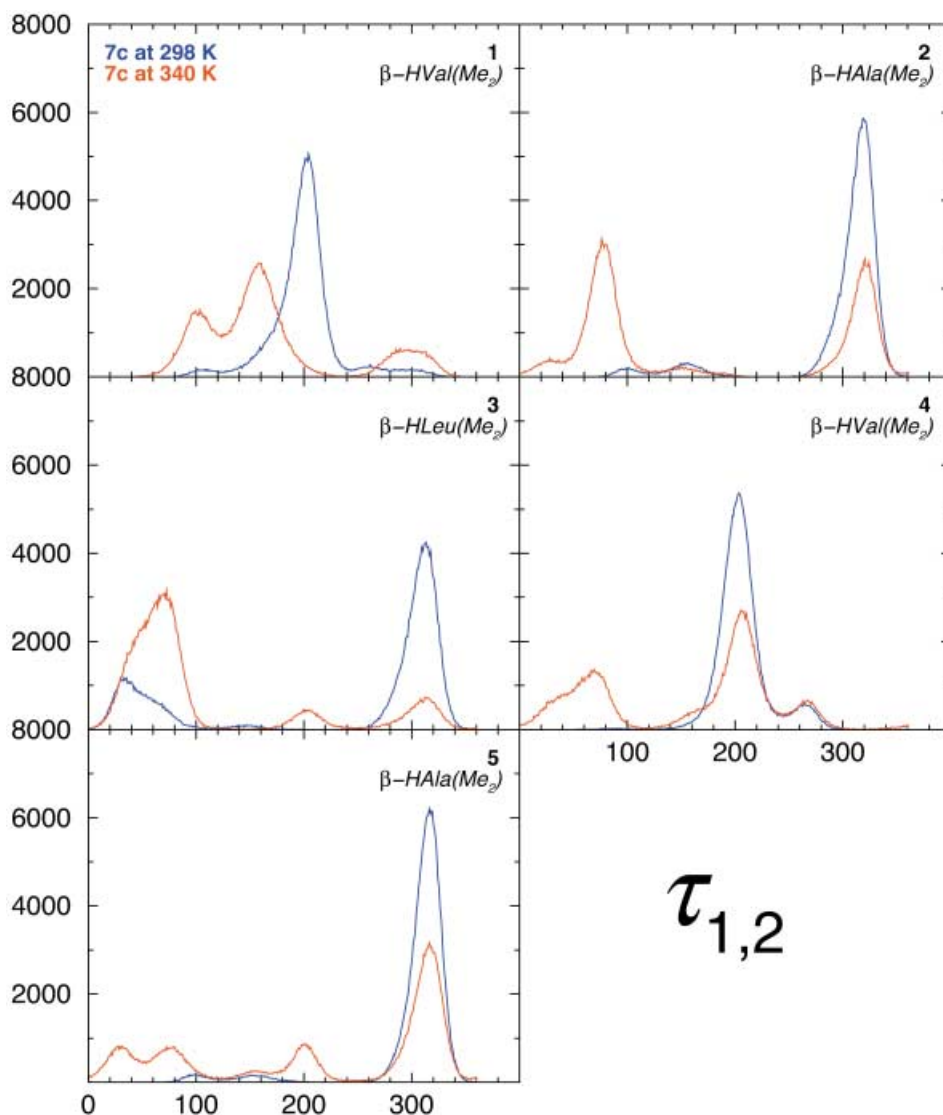 8000
7c at 298 K
7c at 340 K
1
β-HVal(Me₂)
2
β-HAla(Me₂)
6000
4000
2000
8000
3
β-HLeu(Me₂)
4
β-HVal(Me₂)
6000
4000
2000
8000
100 200 300
5
β-HAla(Me₂)
6000
4000
2000
τ₁,₂
0 100 200 300